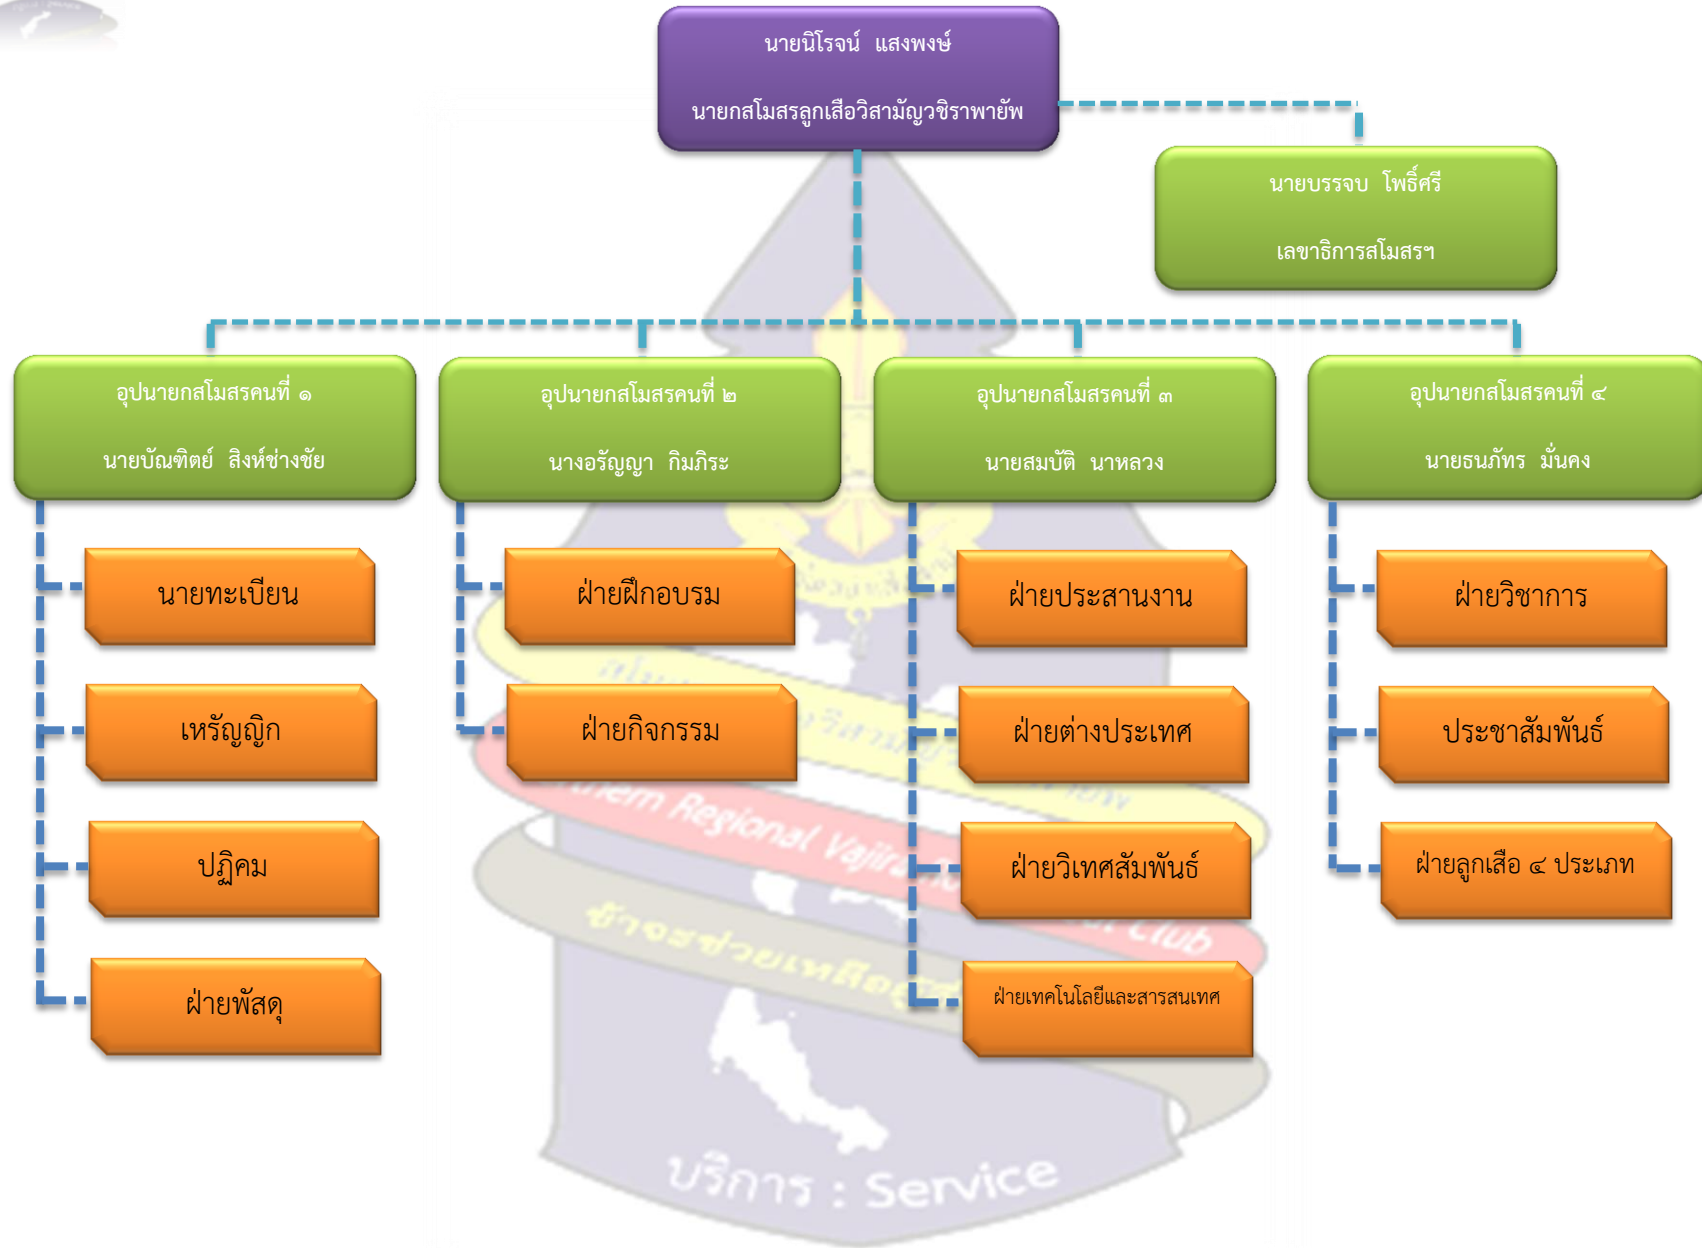 นายนิโรจน์ แสงพงษ์
นายกสโมสรลูกเสือวิสามัญวชิราพายัพ
นายบรรจบ โพธิ์ศรี
เลขาธิการสโมสรฯ
อุปนายกสโมสรคนที่ ๑
นายบัณฑิตย์ สิงห์ช่างชัย
อุปนายกสโมสรคนที่ ๒
นางอรัญญา กิมภิระ
อุปนายกสโมสรคนที่ ๓
นายสมบัติ นาหลวง
อุปนายกสโมสรคนที่ ๔
นายธนภัทร มั่นคง
นายทะเบียน
เหรัญญิก
ปฏิคม
ฝ่ายพัสดุ
ฝ่ายฝึกอบรม
ฝ่ายกิจกรรม
ฝ่ายประสานงาน
ฝ่ายต่างประเทศ
ฝ่ายวิเทศสัมพันธ์
ฝ่ายเทคโนโลยีและสารสนเทศ
ฝ่ายวิชาการ
ประชาสัมพันธ์
ฝ่ายลูกเสือ ๔ ประเภท
Regional Club
ข้าจะช่วยเหลือ
บริการ : Service